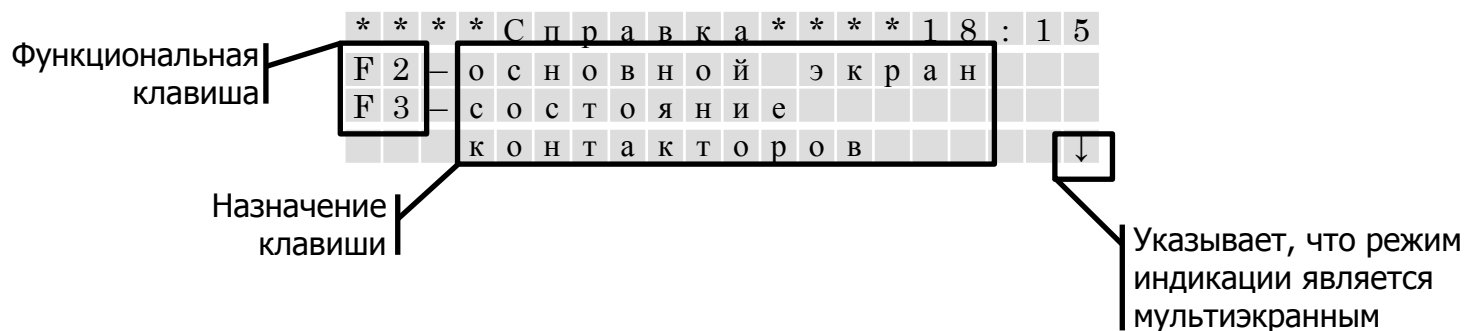 ****Справка****18:15
F2–основной экран
F3–состояние
контакторов ↓
Функциональная
клавиша
Назначение
клавиши
Указывает, что режим
индикации является
мультиэкранным